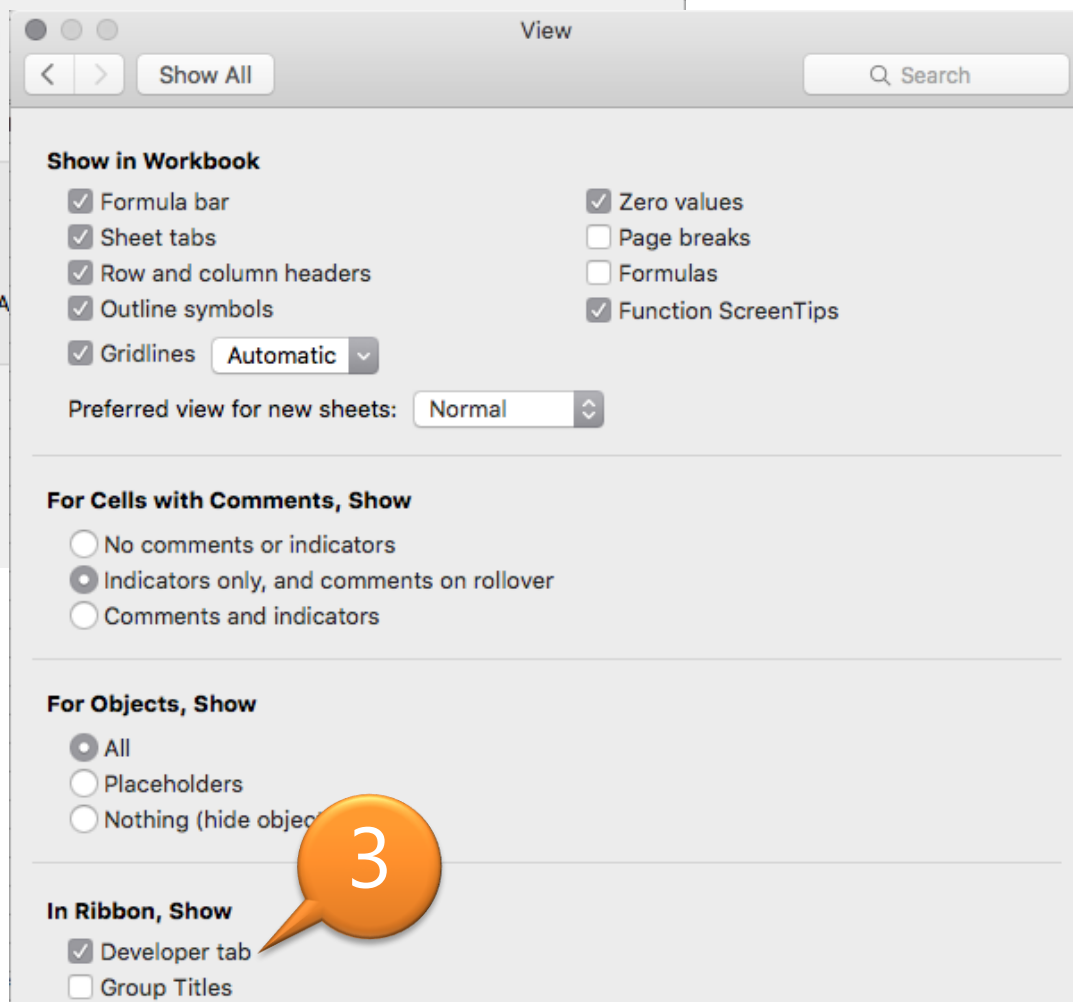 View
Show All
Search
Show in Workbook
Formula bar
Zero values
Sheet tabs
Page breaks
Row and column headers
Formulas
Outline symbols
Function ScreenTips
Gridlines
Automatic
Preferred view for new sheets:
Normal
For Cells with Comments, Show
No comments or indicators
Indicators only, and comments on rollover
Comments and indicators
For Objects, Show
All
Placeholders
Nothing (hide
3
In Ribbon, Show
Developer tab
Group Titles